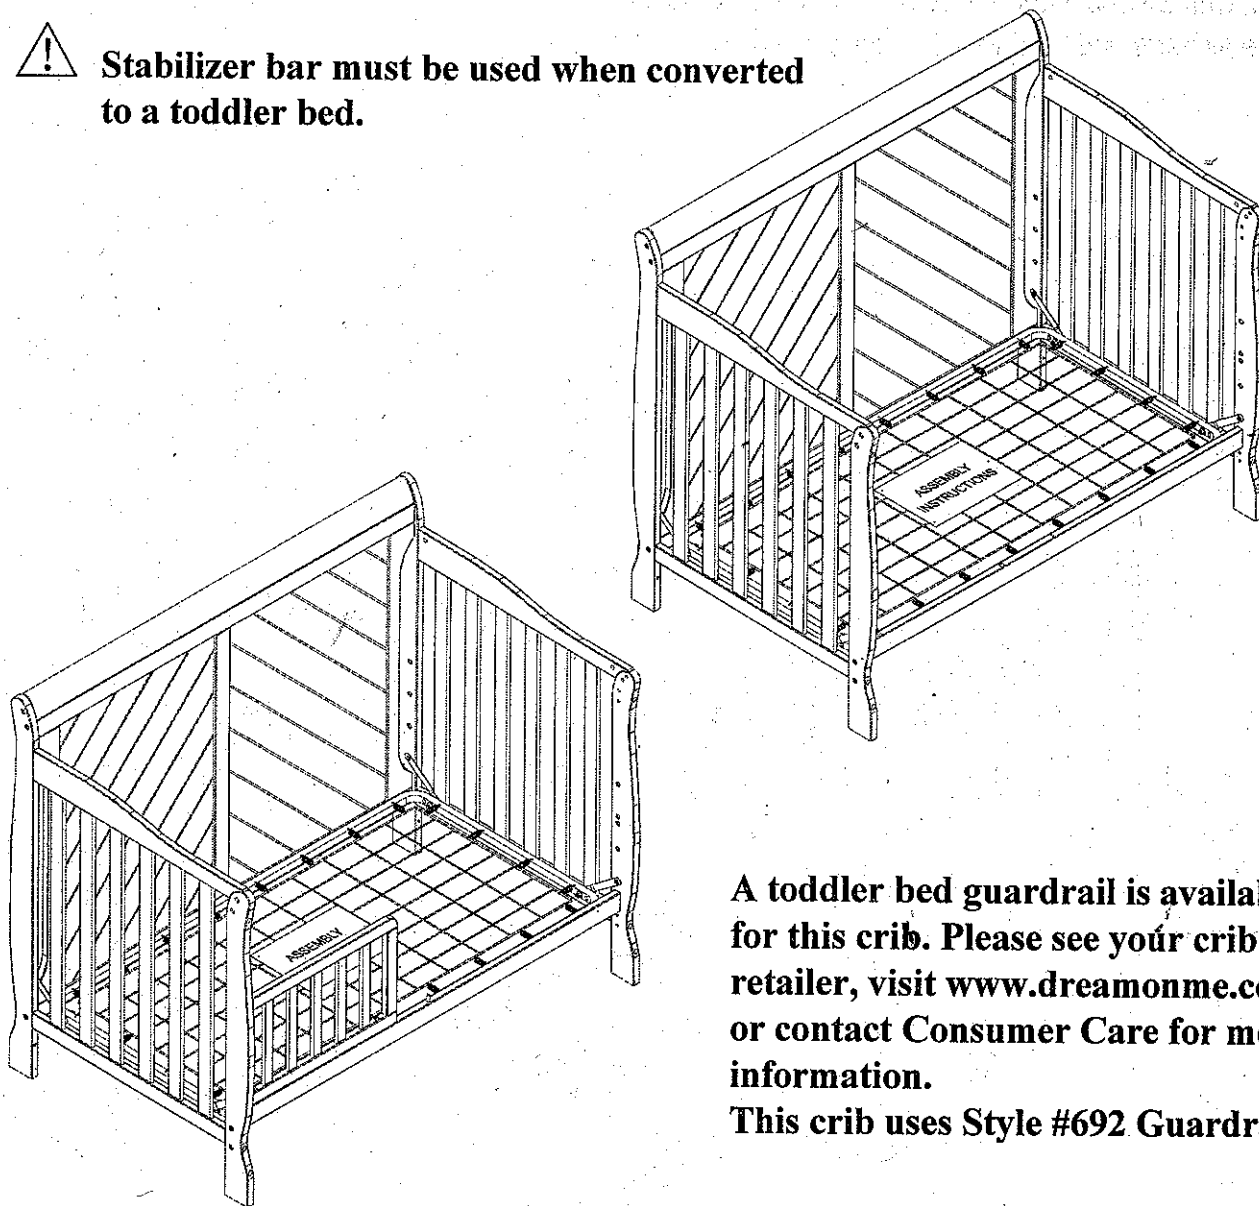 Stabilizer bar must be used when converted
to a toddler bed.
ASSEMBLY
INSTRUCTIONS
ASSEMBLY
A toddler bed guardrail is availa
for this crib. Please see your crib
retailer, visit www.dreamonme.c
or contact Consumer Care for m
information.
This crib uses Style #692 Guardr